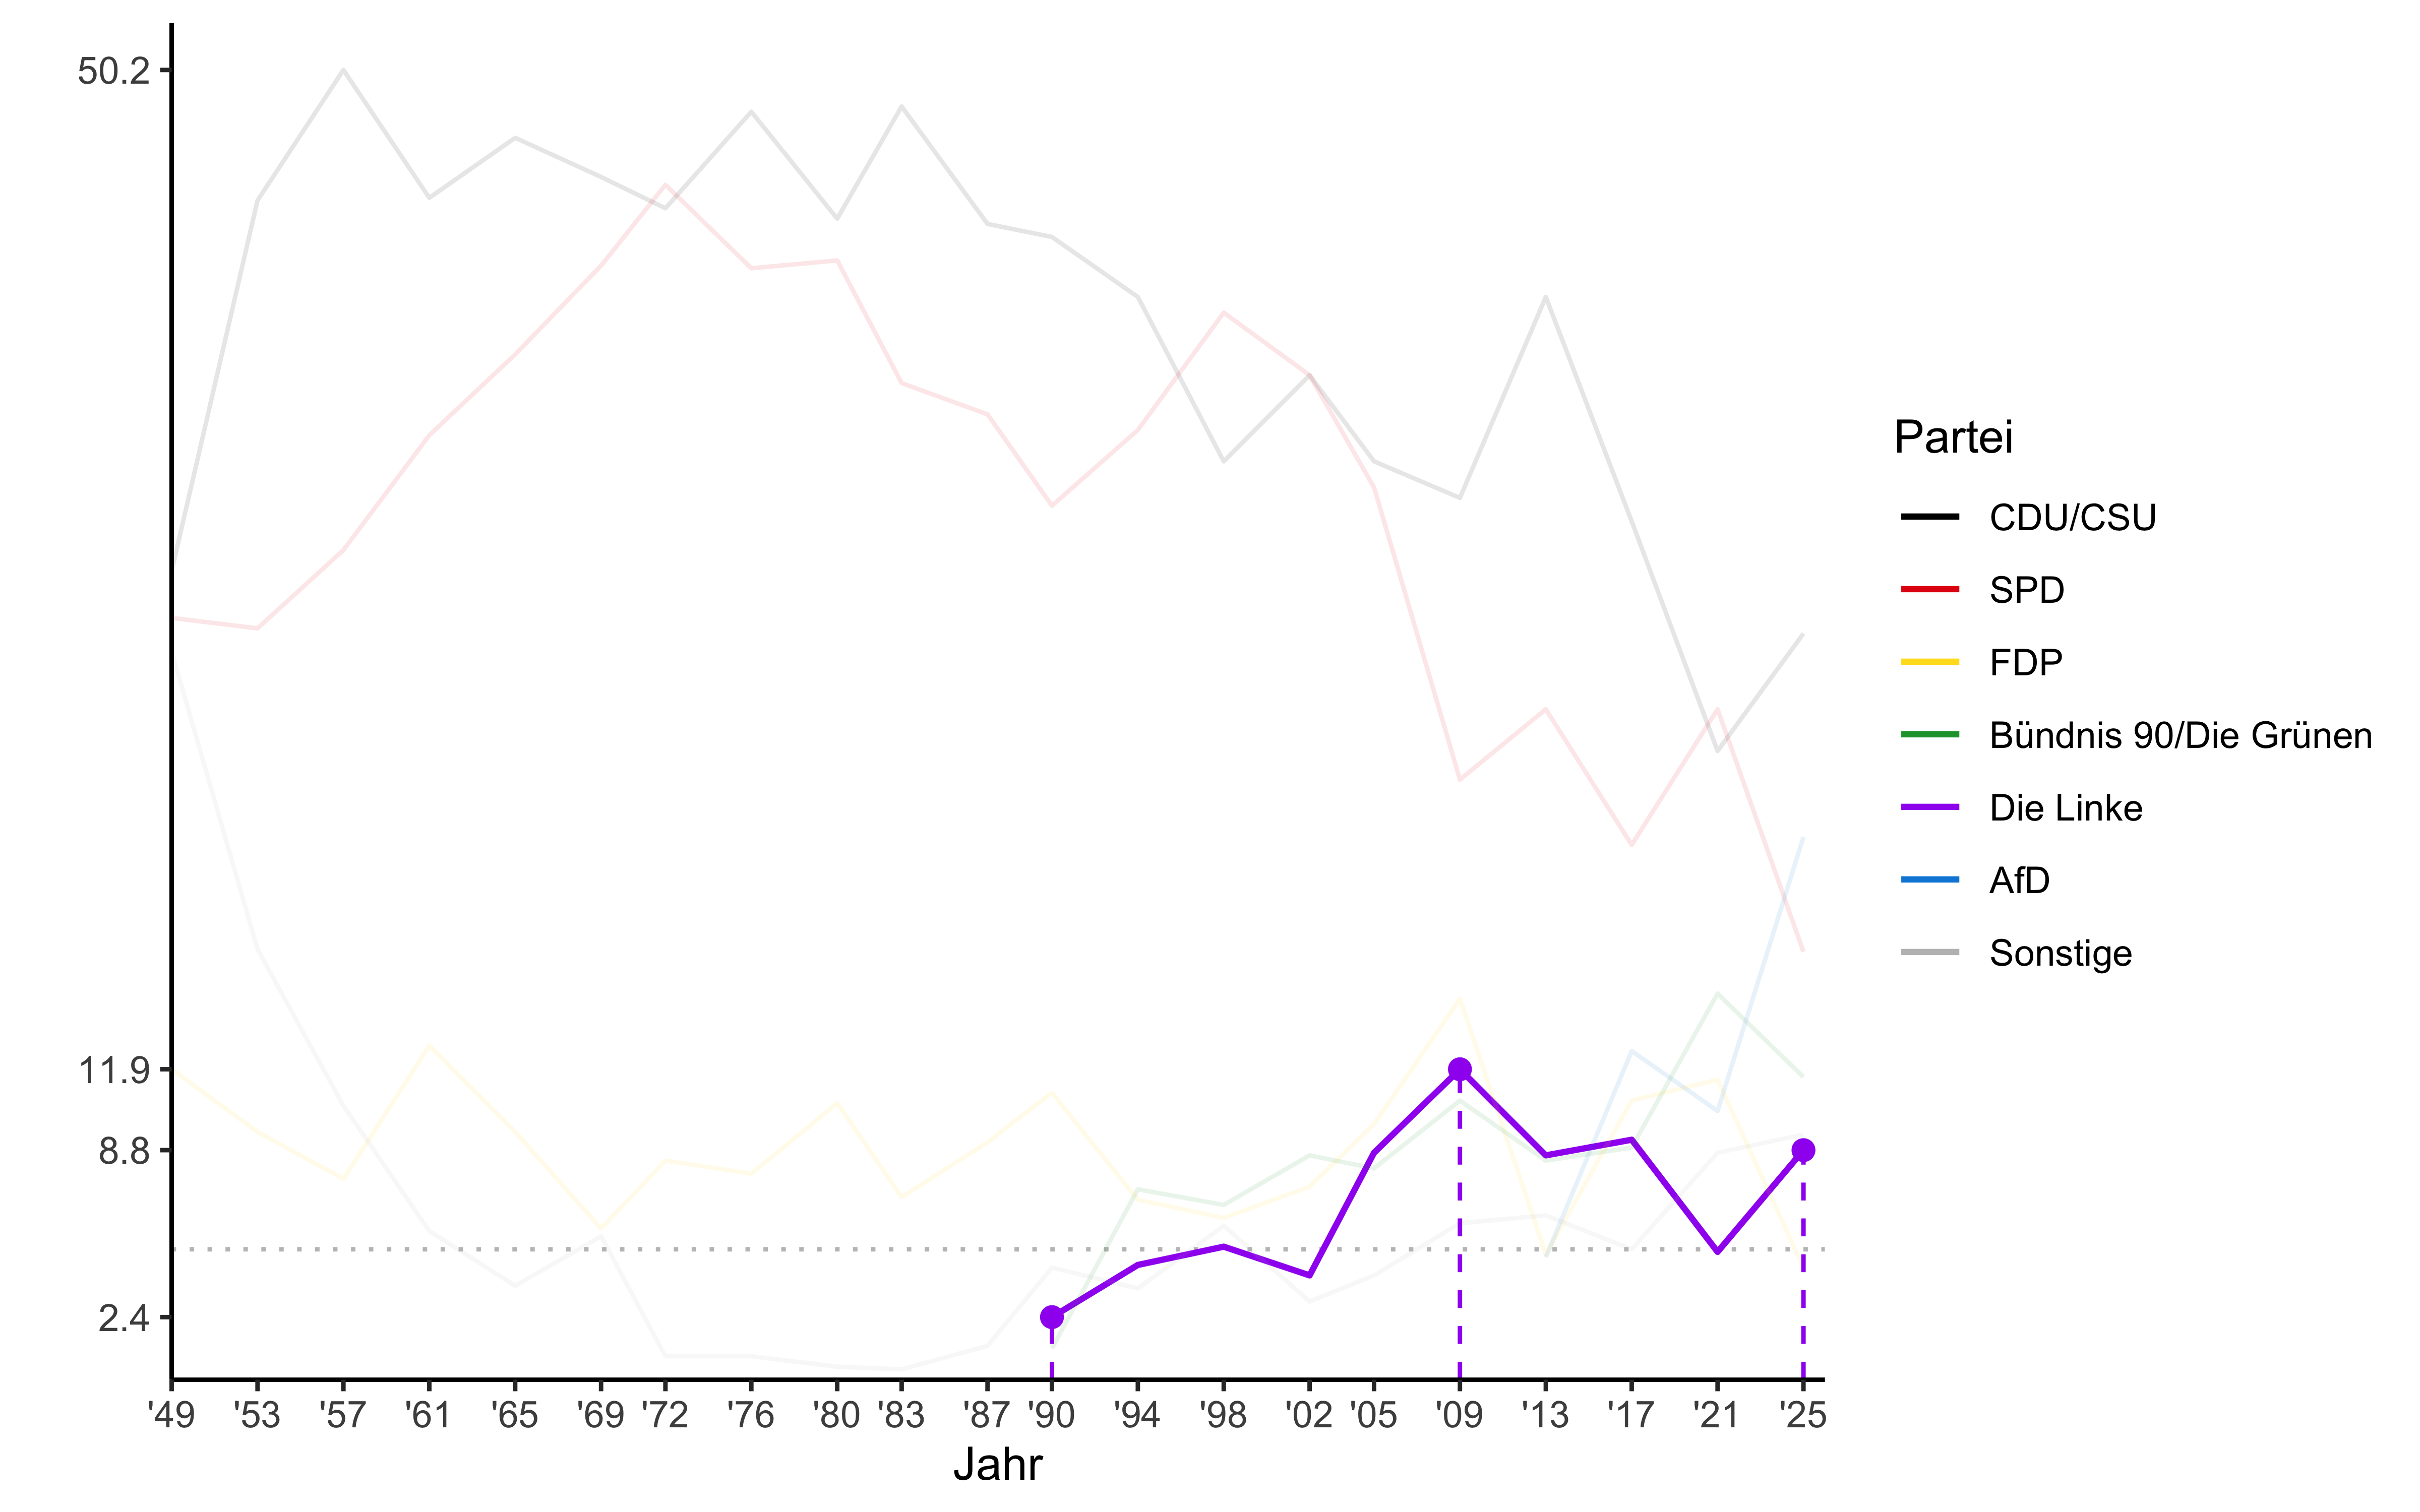 50.2
11.9
8.8
2.4
'49 '53 '57 '61 '65 '69 '72 '76 '80 '83 '87 '90 '94 '98 '02 '05 '09 '13 '17 '21 '25
Jahr
Partei
CDU/CSU
SPD
FDP
Bündnis 90/Die Grünen
Die Linke
AfD
Sonstige